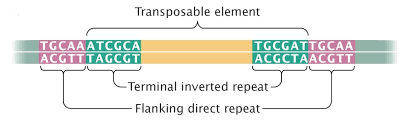 Transposable element
TGCAA ATCGCA TGCGAT TGCAA
ACGTT TAGCGT ACGCTA ACGTT
Terminal inverted repeat
Flanking direct repeat